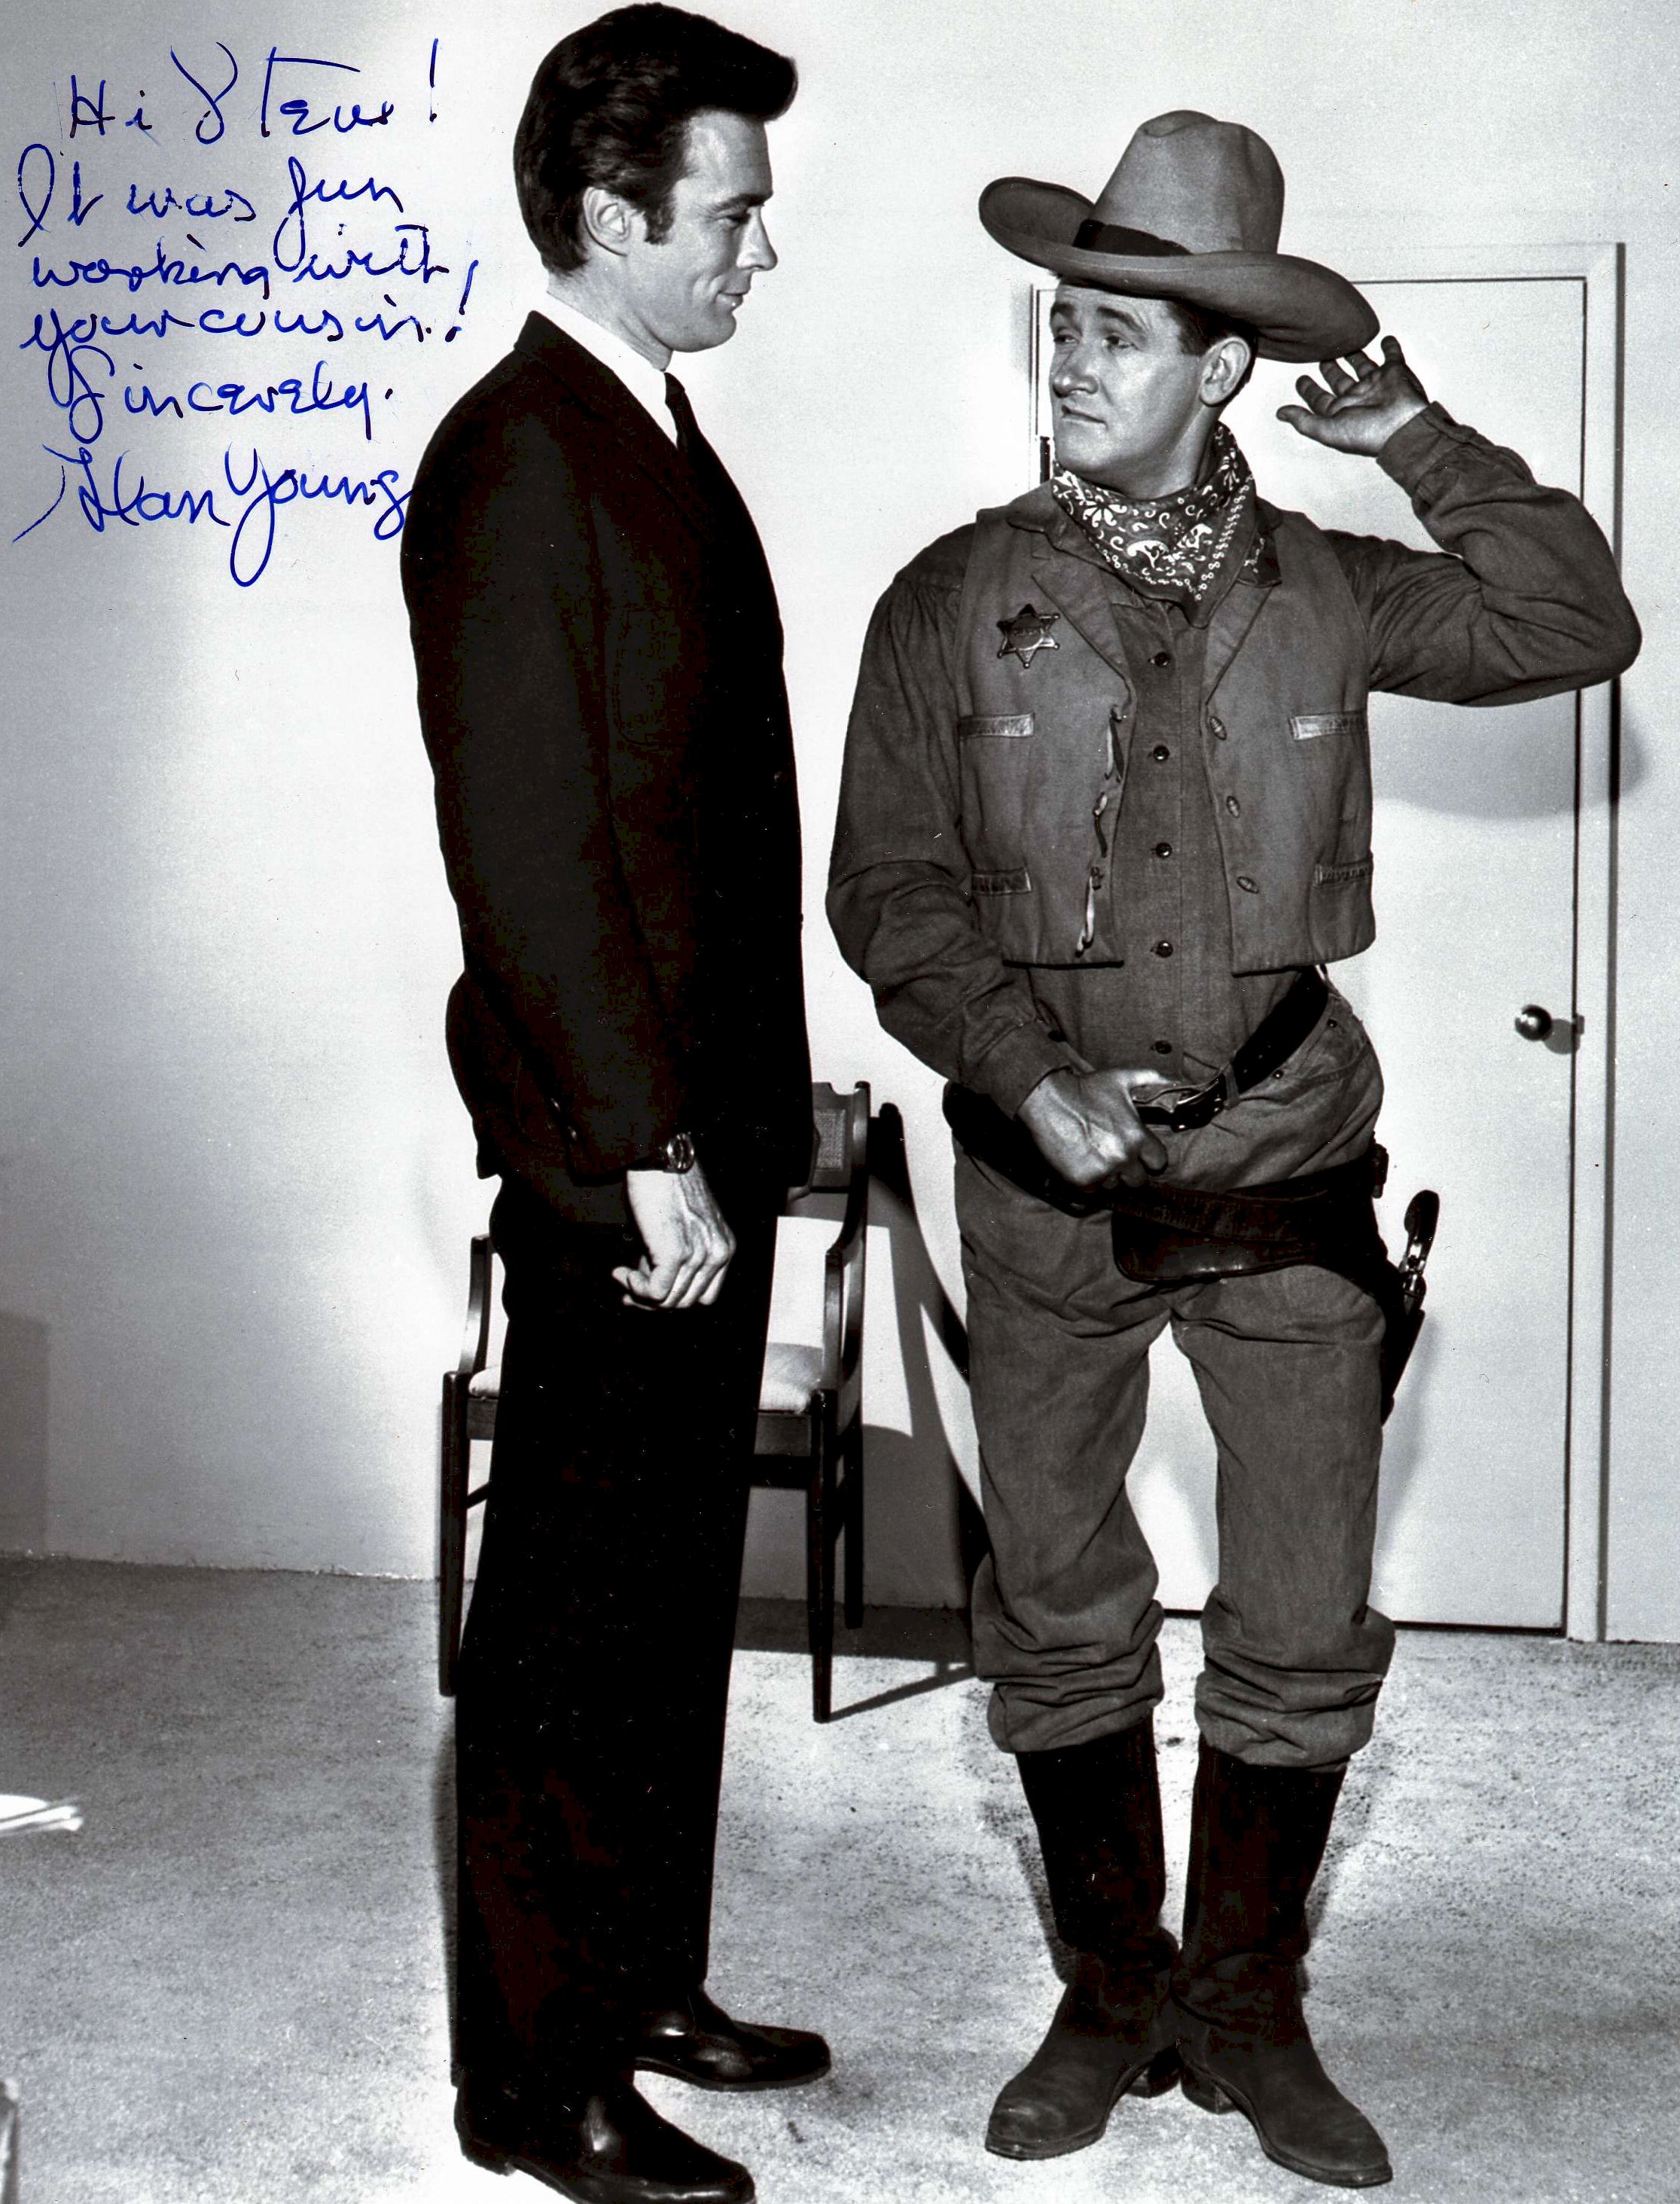 Hi Steve!
It was fun
working with
your cousin!
Sincerely.
Alan Young